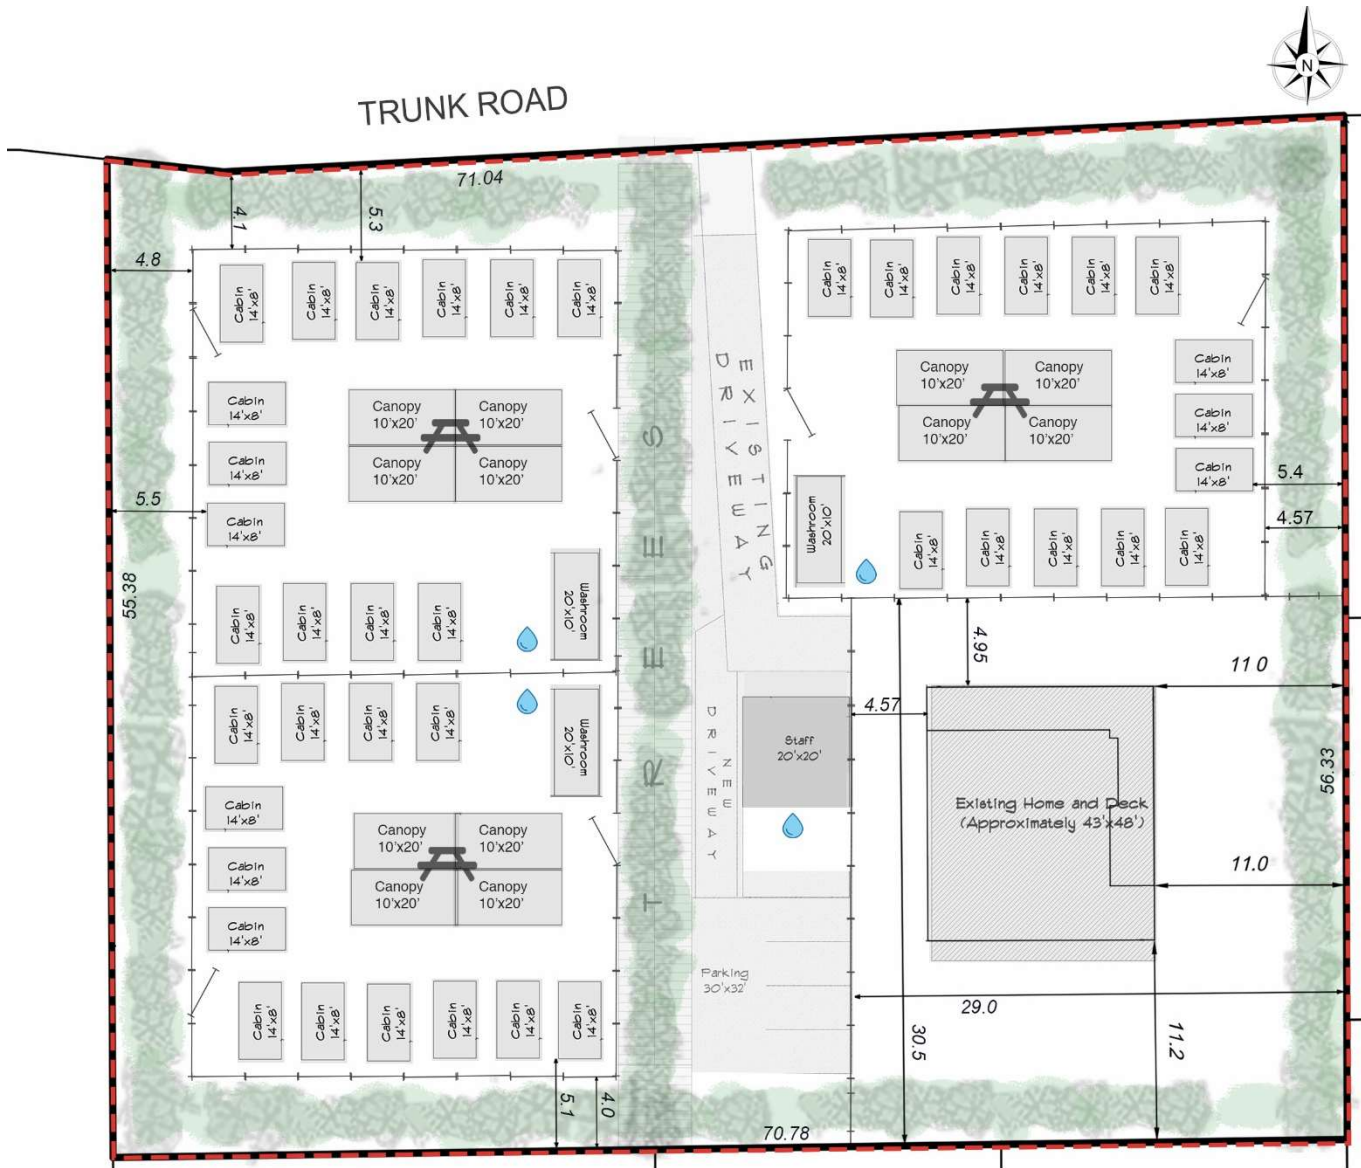 N
TRUNK ROAD
71.04
4.1
5.3
4.8
Cabin
14'x8'
Cabin
14'x8'
Cabin
14'x8'
Cabin
14'x8'
Cabin
14'x8'
Cabin
14'x8'
Cabin
14'x8'
Cabin
14'x8'
Cabin
14'x8'
Canopy
10'x20'
Canopy
10'x20'
Canopy
10'x20'
Canopy
10'x20'
5.5
55.38
Cabin
14'x8'
Cabin
14'x8'
Cabin
14'x8'
Cabin
14'x8'
Washroom
20'x10'
Cabin
14'x8'
Cabin
14'x8'
Cabin
14'x8'
Cabin
14'x8'
Washroom
20'x10'
Cabin
14'x8'
Cabin
14'x8'
Cabin
14'x8'
Canopy
10'x20'
Canopy
10'x20'
Canopy
10'x20'
Canopy
10'x20'
Cabin
14'x8'
Cabin
14'x8'
Cabin
14'x8'
Cabin
14'x8'
Cabin
14'x8'
Cabin
14'x8'
5.1
4.0
TREES
EXISTING
DRIVEWAY
NEW
DRIVEWAY
Cabin
14'x8'
Cabin
14'x8'
Cabin
14'x8'
Cabin
14'x8'
Cabin
14'x8'
Cabin
14'x8'
Cabin
14'x8'
Cabin
14'x8'
Cabin
14'x8'
Canopy
10'x20'
Canopy
10'x20'
Canopy
10'x20'
Canopy
10'x20'
5.4
4.57
Washroom
20'x10'
Cabin
14'x8'
Cabin
14'x8'
Cabin
14'x8'
Cabin
14'x8'
Cabin
14'x8'
4.95
11 0
4.57
Staff
20'x20'
Existing Home and Deck
(Approximately 43'x48')
56.33
11.0
Parking
30'x32'
29.0
30.5
11.2
70.78